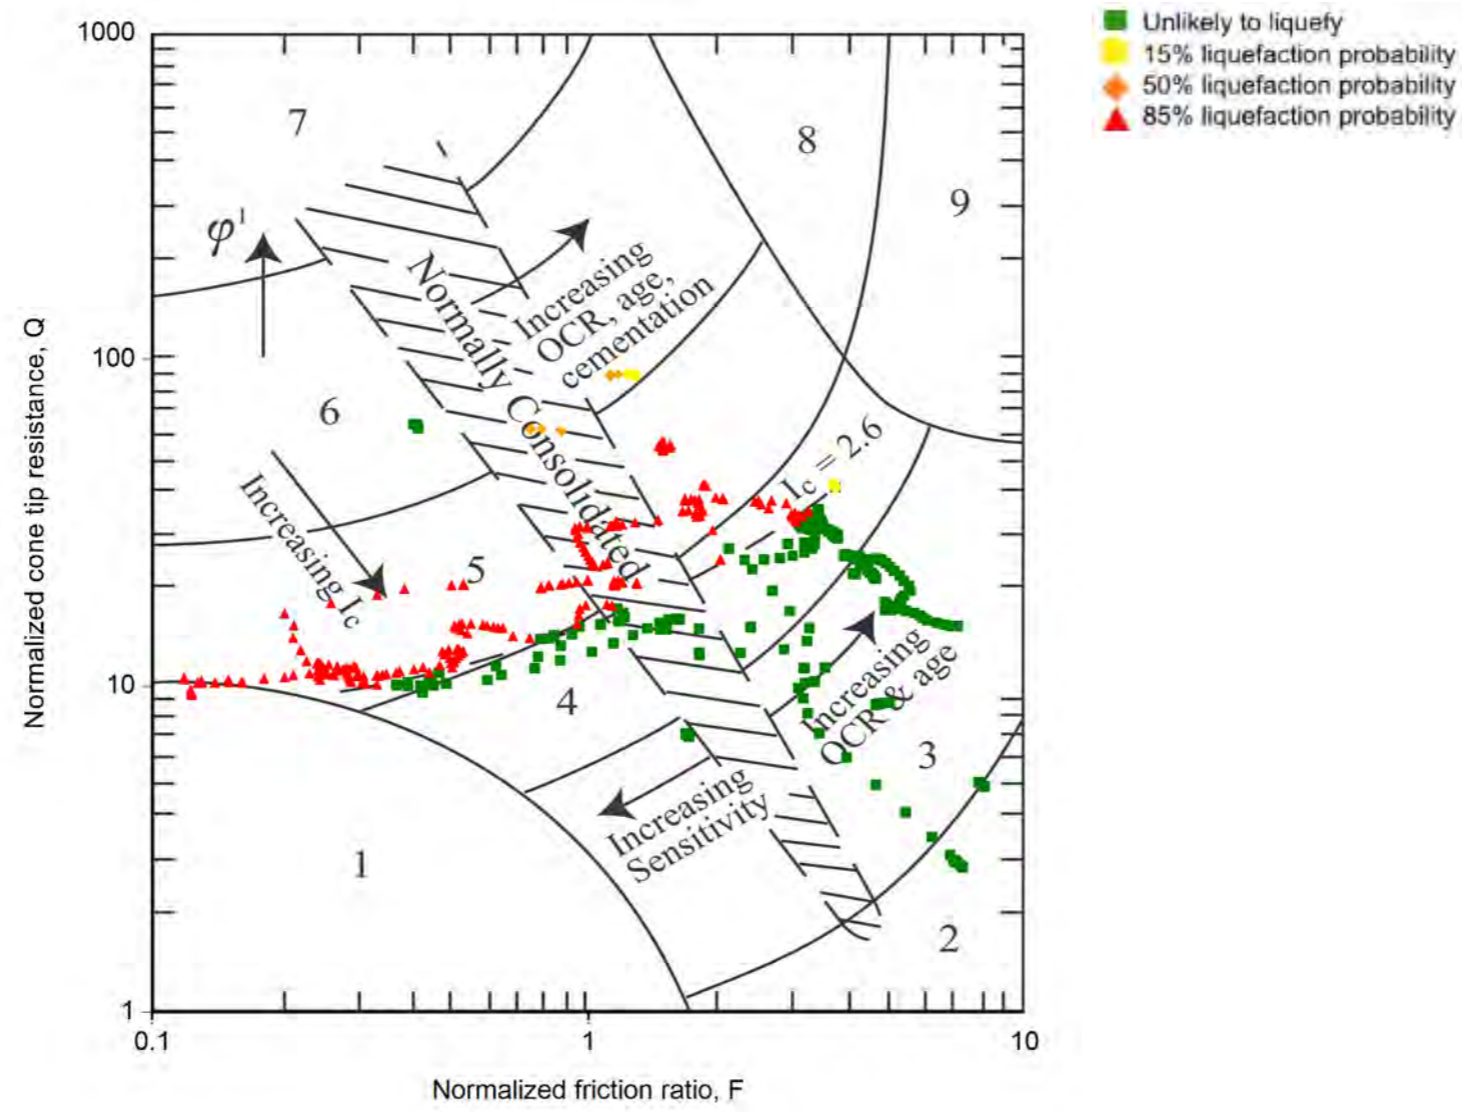 Unlikely to liquefy
15% liquefaction probability
50% liquefaction probability
85% liquefaction probability
Normalized cone tip resistance, Q
1000
100
10
1
0.1
1
10
Normalized friction ratio, F
7
8
9
φ¹
6
5
4
3
2
1
Normally Consolidated
Increasing
OCR, age,
cementation
Increasing Ic
Ic = 2.6
Increasing
OCR & age
Increasing
Sensitivity